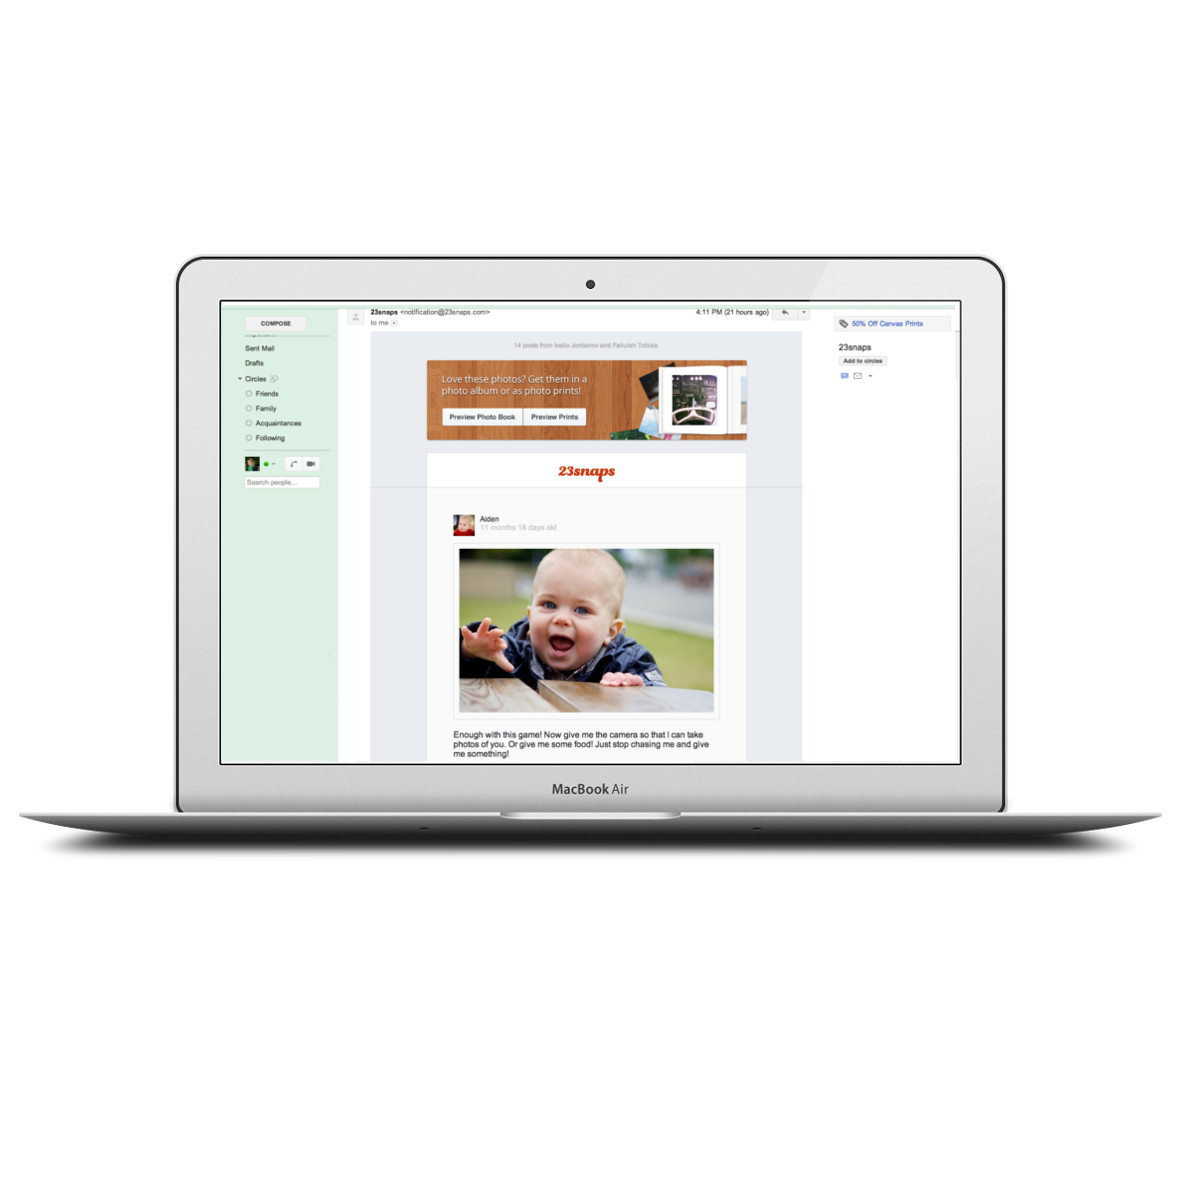 COMPOSE
Sent Mail
Drafts
Circles
Friends
Family
Acquaintances
Following
Search people...
23snaps <notification@23snaps.com>
to me
4:11 PM (21 hours ago)
14 posts from Ivailo Jordanov and
Love these photos? Get them in a
photo album or as photo prints!
Preview Photo Book
Preview Prints
23snaps
Aiden
11 months 18 days old
Enough with this game! Now give me the camera so that I can take
photos of you. Or give me some food! Just stop chasing me and give
me something!
50% Off Canvas Prints
23snaps
Add to circles
MacBook Air